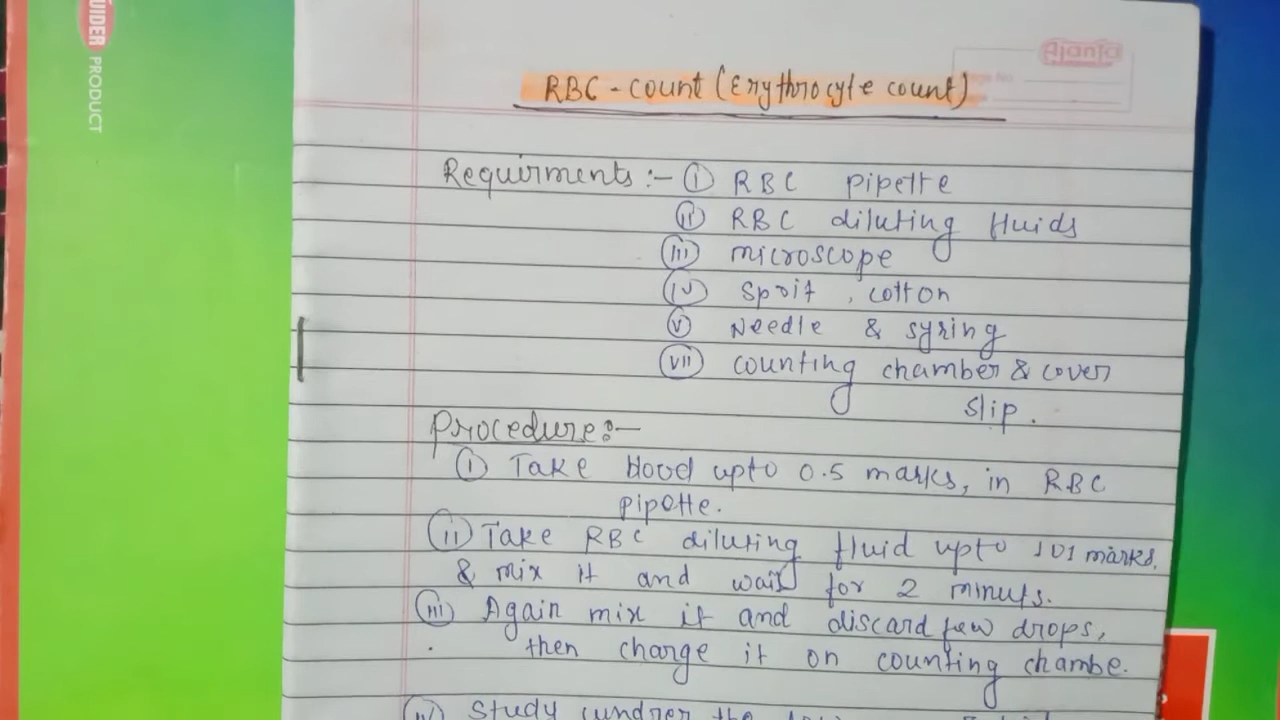 UIDER PRODUCT
Ajanta
RBC - count (Erythrocyte count)
Requirments :- (i) RBC pipette
(ii) RBC diluting fluids
(iii) microscope
(iv) sproit , cotton
(v) Needle & syring
(vii) counting chamber & cover
slip.
Procedure :-
(i) Take blood upto 0.5 marks, in RBC
pipette.
(ii) Take RBC diluting fluid upto 101 marks.
& mix it and wait for 2 minuts.
(iii) Again mix it and discard few drops,
then charge it on counting chambe.
(iv) Study undrer the